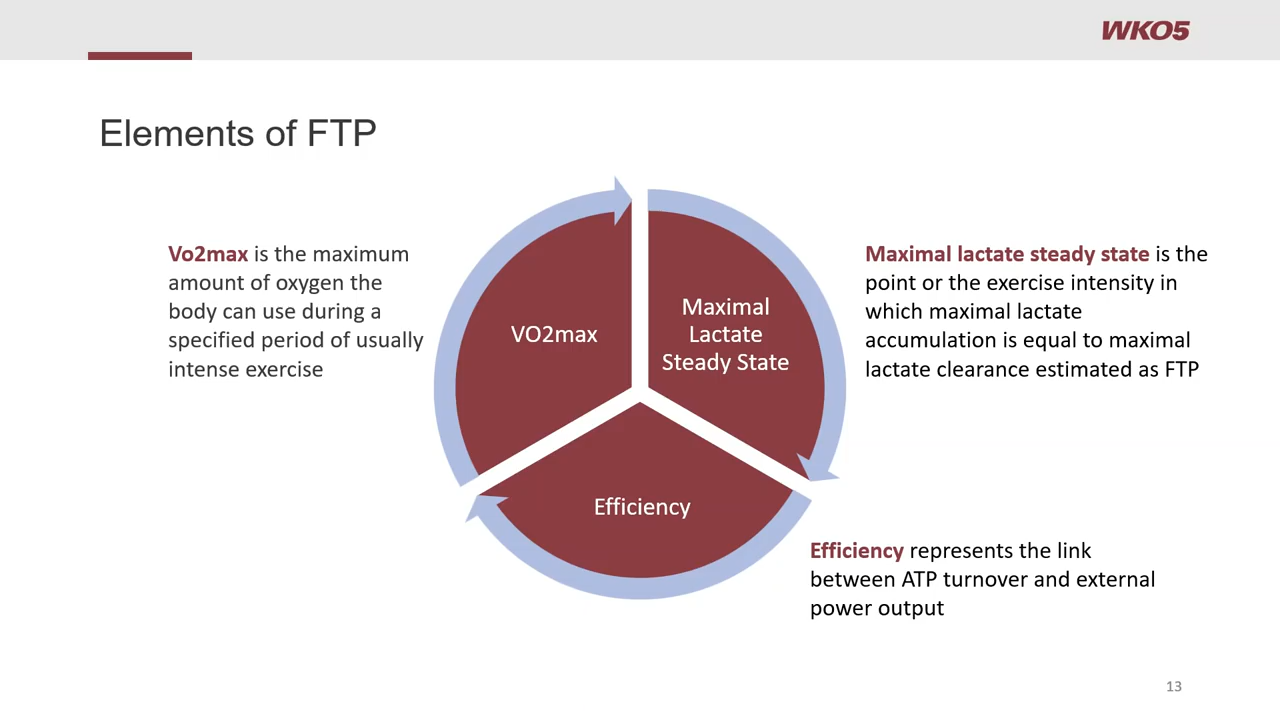 WKO5
Elements of FTP
Vo2max is the maximum
amount of oxygen the
body can use during a
specified period of usually
intense exercise
VO2max
Maximal
Lactate
Steady State
Efficiency
Maximal lactate steady state is the
point or the exercise intensity in
which maximal lactate
accumulation is equal to maximal
lactate clearance estimated as FTP
Efficiency represents the link
between ATP turnover and external
power output
13